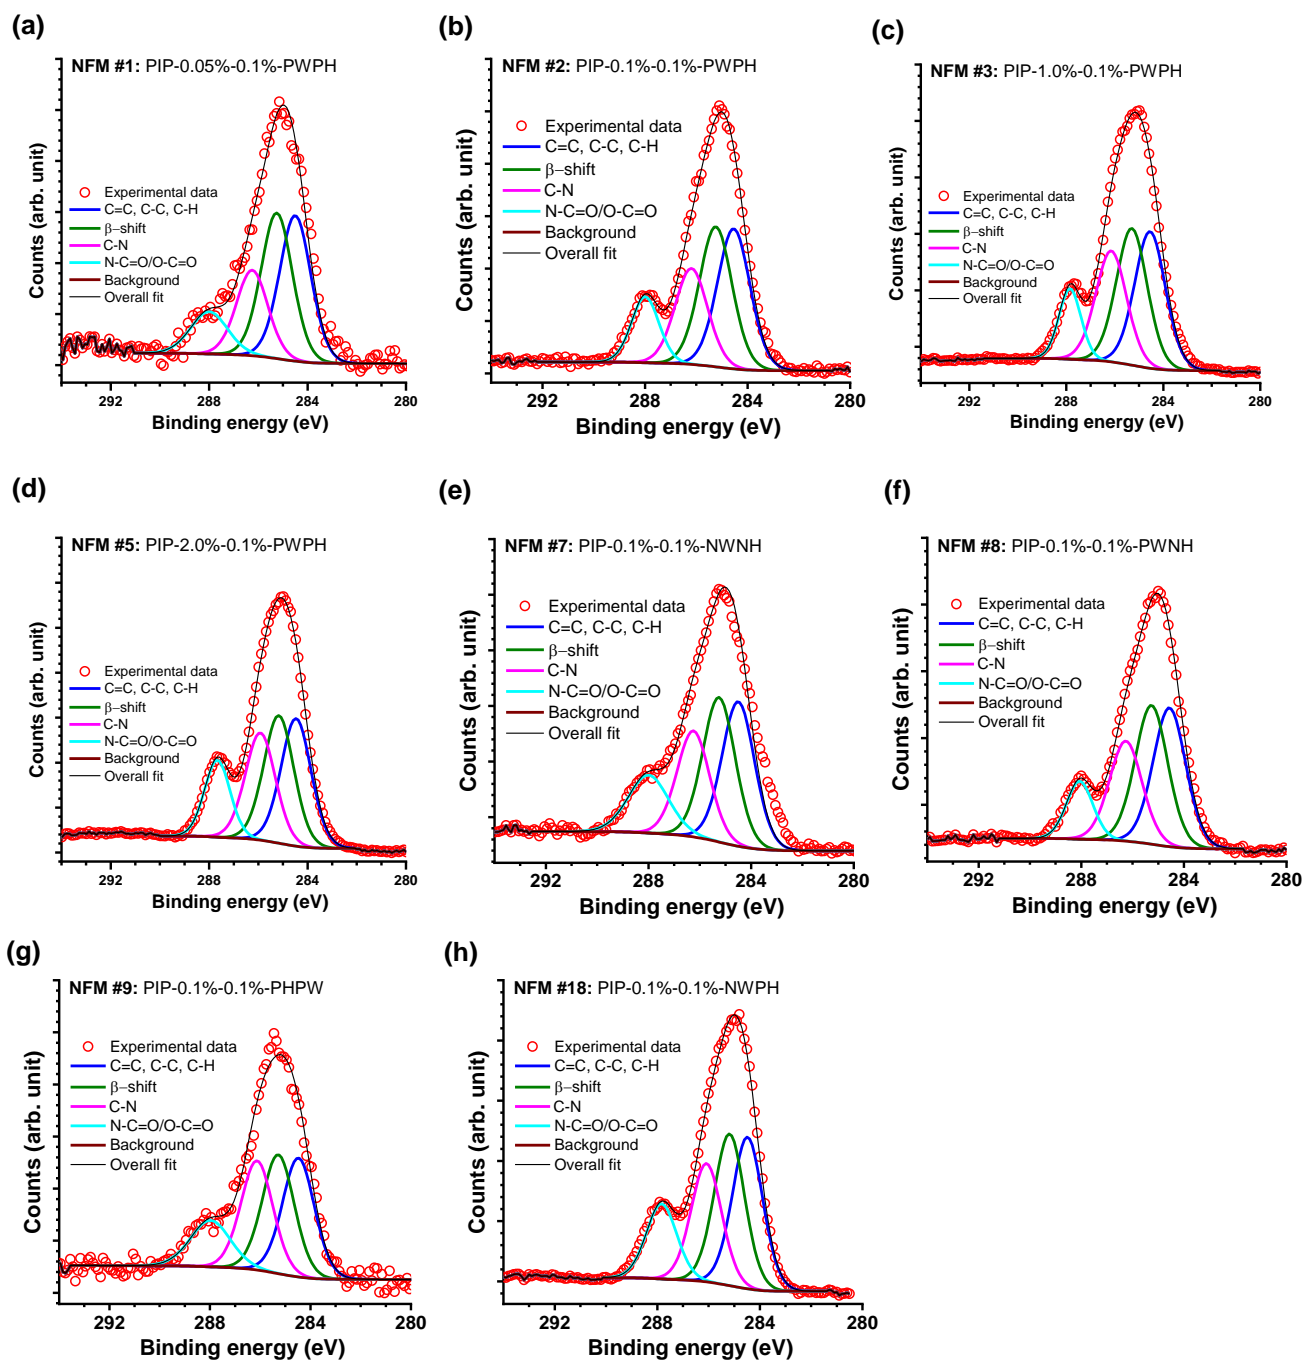 (a)
NFM #1: PIP-0.05%-0.1%-PWPH
Experimental data
C=C, C-C, C-H
β−shift
C-N
N-C=O/O-C=O
Background
Overall fit
Counts (arb. unit)
292 288 284 280
Binding energy (eV)
(b)
NFM #2: PIP-0.1%-0.1%-PWPH
Experimental data
C=C, C-C, C-H
β−shift
C-N
N-C=O/O-C=O
Background
Overall fit
Counts (arb. unit)
292 288 284 280
Binding energy (eV)
(c)
NFM #3: PIP-1.0%-0.1%-PWPH
Experimental data
C=C, C-C, C-H
β−shift
C-N
N-C=O/O-C=O
Background
Overall fit
Counts (arb. unit)
292 288 284 280
Binding energy (eV)
(d)
NFM #5: PIP-2.0%-0.1%-PWPH
Experimental data
C=C, C-C, C-H
β−shift
C-N
N-C=O/O-C=O
Background
Overall fit
Counts (arb. unit)
292 288 284 280
Binding energy (eV)
(e)
NFM #7: PIP-0.1%-0.1%-NWNH
Experimental data
C=C, C-C, C-H
β−shift
C-N
N-C=O/O-C=O
Background
Overall fit
Counts (arb. unit)
292 288 284 280
Binding energy (eV)
(f)
NFM #8: PIP-0.1%-0.1%-PWNH
Experimental data
C=C, C-C, C-H
β−shift
C-N
N-C=O/O-C=O
Background
Overall fit
Counts (arb. unit)
292 288 284 280
Binding energy (eV)
(g)
NFM #9: PIP-0.1%-0.1%-PHPW
Experimental data
C=C, C-C, C-H
β−shift
C-N
N-C=O/O-C=O
Background
Overall fit
Counts (arb. unit)
292 288 284 280
Binding energy (eV)
(h)
NFM #18: PIP-0.1%-0.1%-NWPH
Experimental data
C=C, C-C, C-H
β−shift
C-N
N-C=O/O-C=O
Background
Overall fit
Counts (arb. unit)
292 288 284 280
Binding energy (eV)